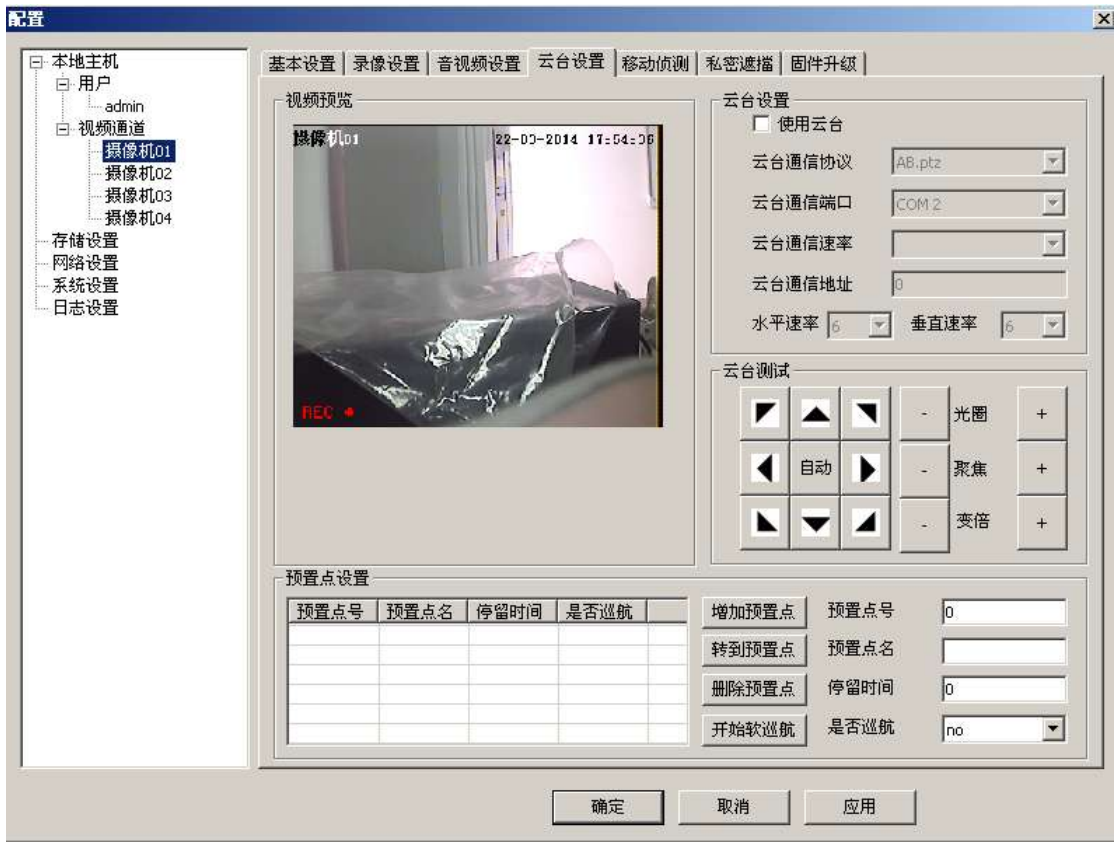 配置
本地主机
用户
admin
视频通道
摄像机01
摄像机02
摄像机03
摄像机04
存储设置
网络设置
系统设置
日志设置
基本设置 录像设置 音视频设置 云台设置 移动侦测 私密遮挡 固件升级
视频预览
摄像机01 22-03-2014 17:54:36
REC
云台设置
使用云台
云台通信协议 AB.ptz
云台通信端口 COM 2
云台通信速率
云台通信地址 0
水平速率 6 垂直速率 6
云台测试
- 光圈 +
自动 - 聚焦 +
- 变倍 +
预置点设置
预置点号 预置点名 停留时间 是否巡航
增加预置点 预置点号 0
转到预置点 预置点名
删除预置点 停留时间 0
开始软巡航 是否巡航 no
确定 取消 应用